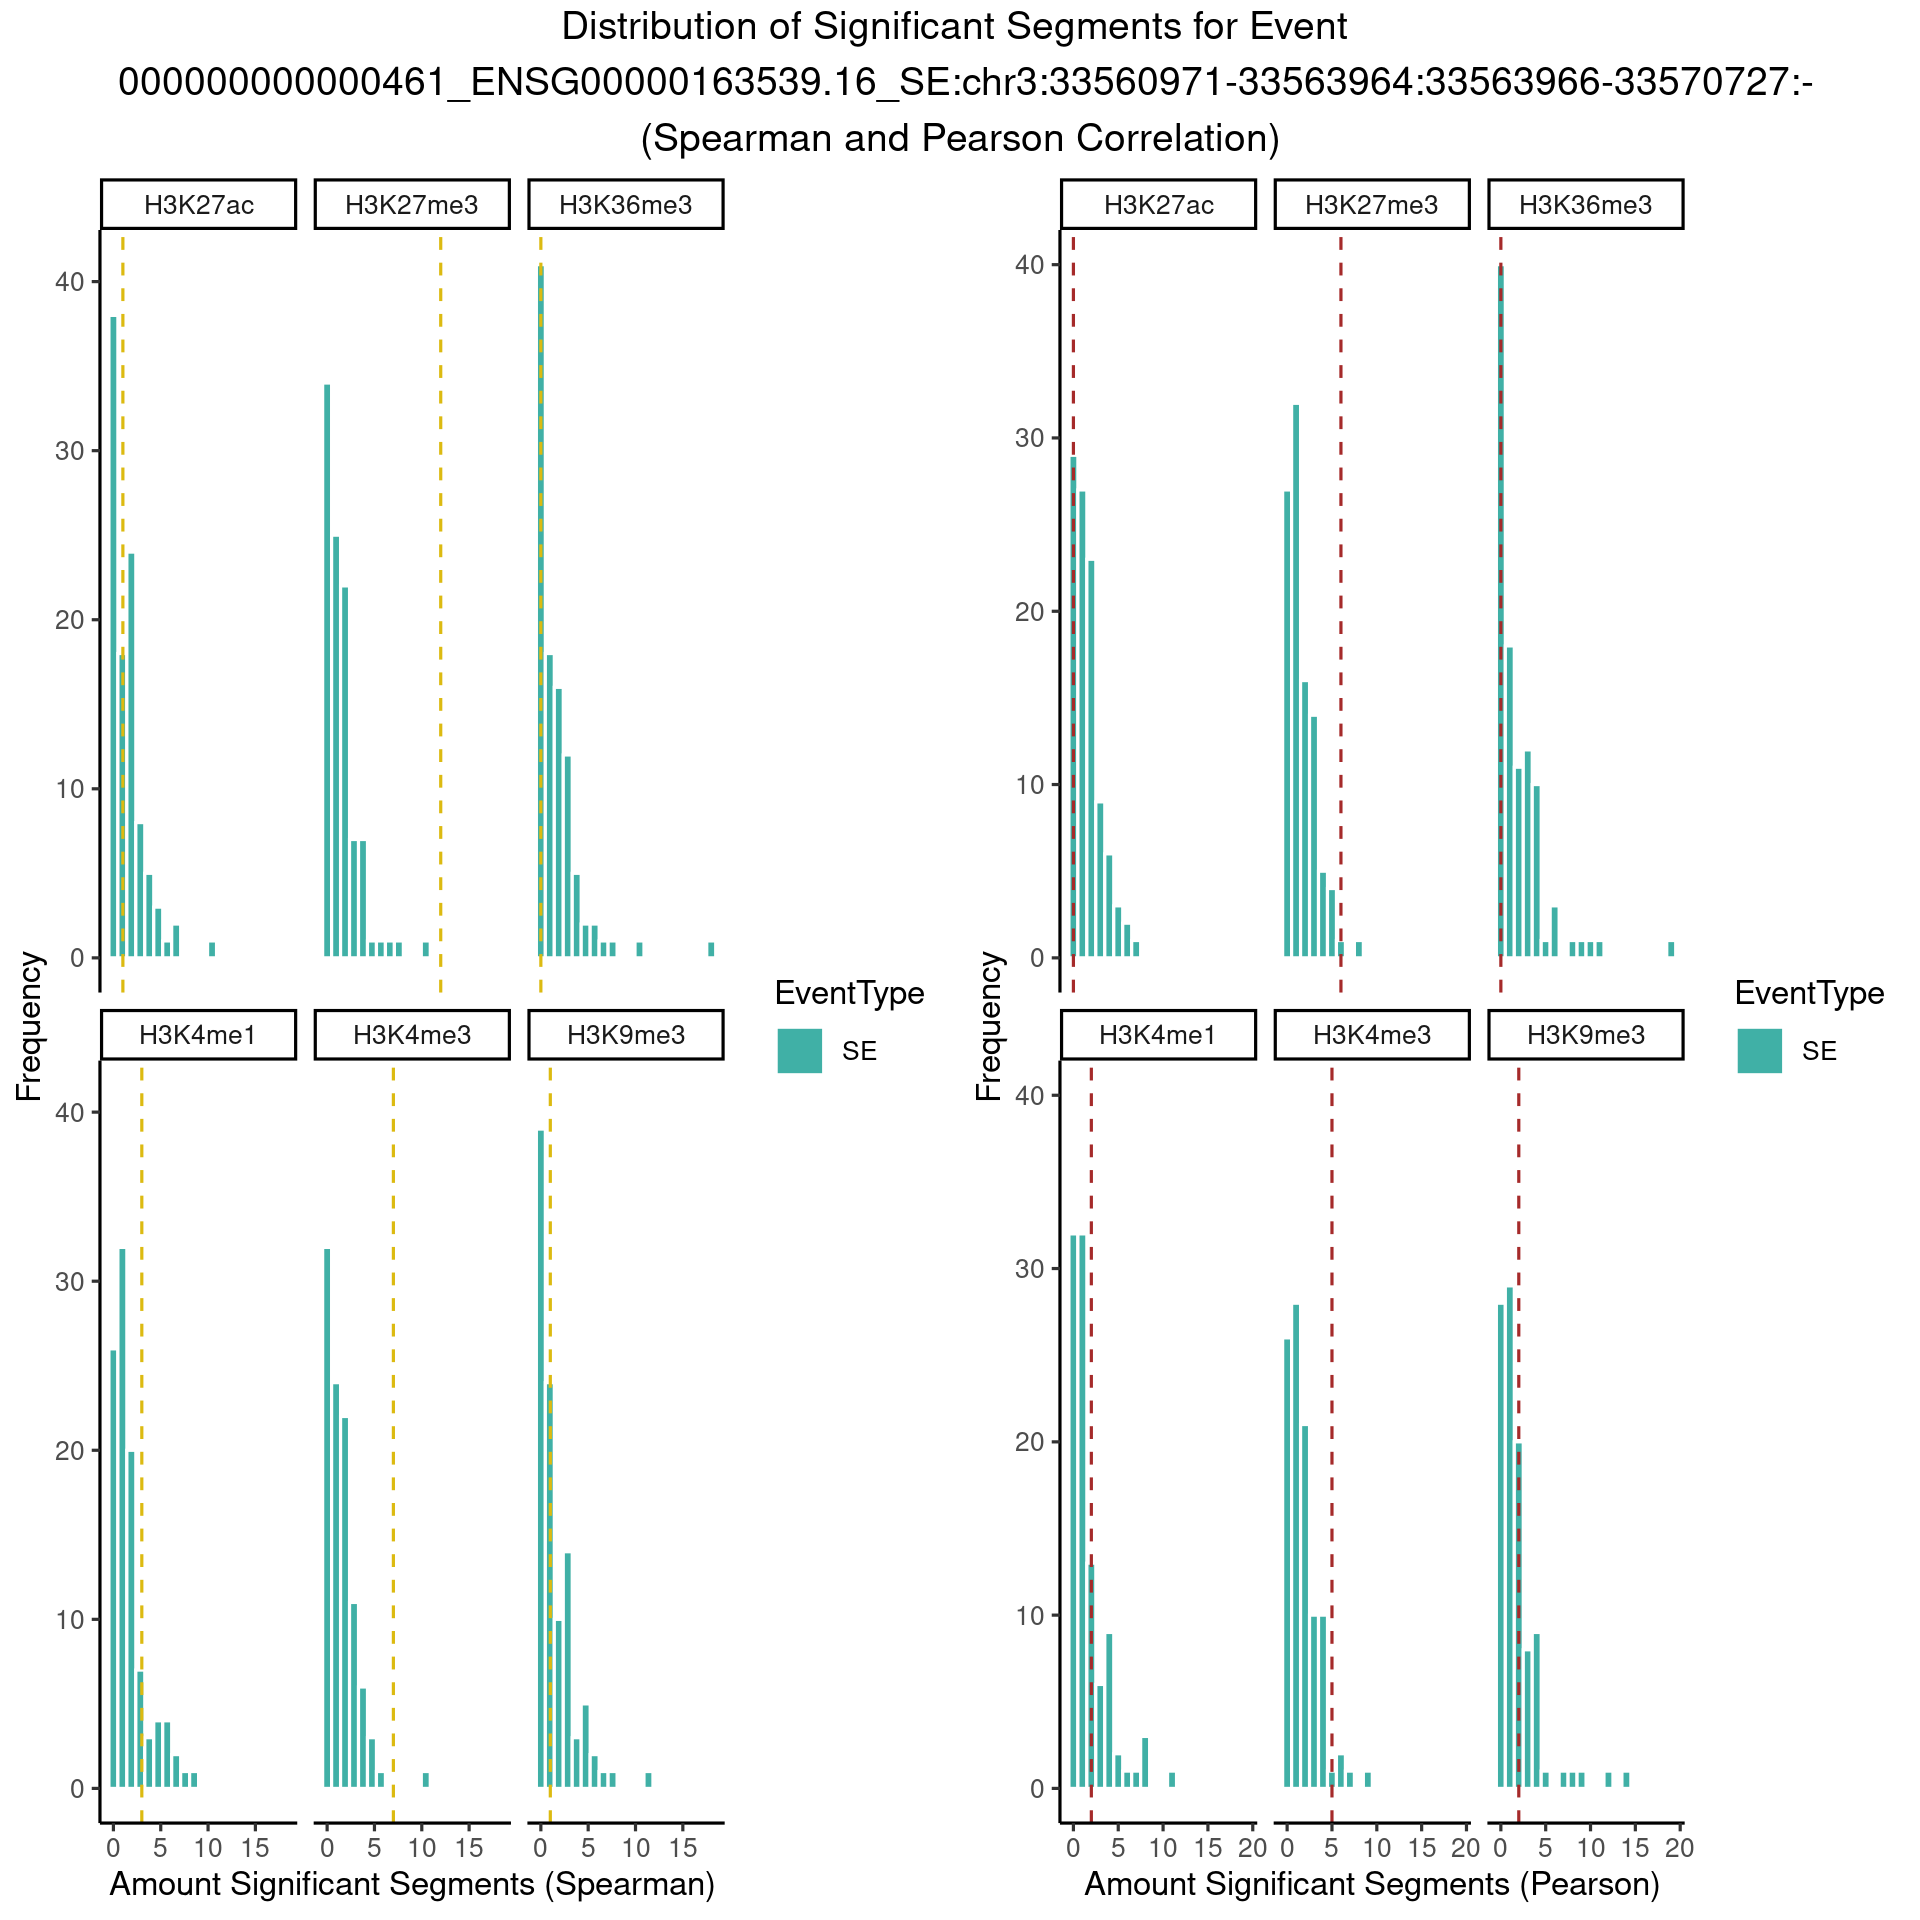 Distribution of Significant Segments for Event
000000000000461_ENSG00000163539.16_SE:chr3:33560971-33563964:33563966-33570727:-
(Spearman and Pearson Correlation)
H3K27ac H3K27me3 H3K36me3
40
30
20
10
0
H3K4me1 H3K4me3 H3K9me3
40
30
20
10
0
0 5 10 15 0 5 10 15 0 5 10 15
Frequency
Amount Significant Segments (Spearman)
EventType
SE
H3K27ac H3K27me3 H3K36me3
40
30
20
10
0
H3K4me1 H3K4me3 H3K9me3
40
30
20
10
0
0 5 10 15 20 0 5 10 15 20 0 5 10 15 20
Frequency
Amount Significant Segments (Pearson)
EventType
SE